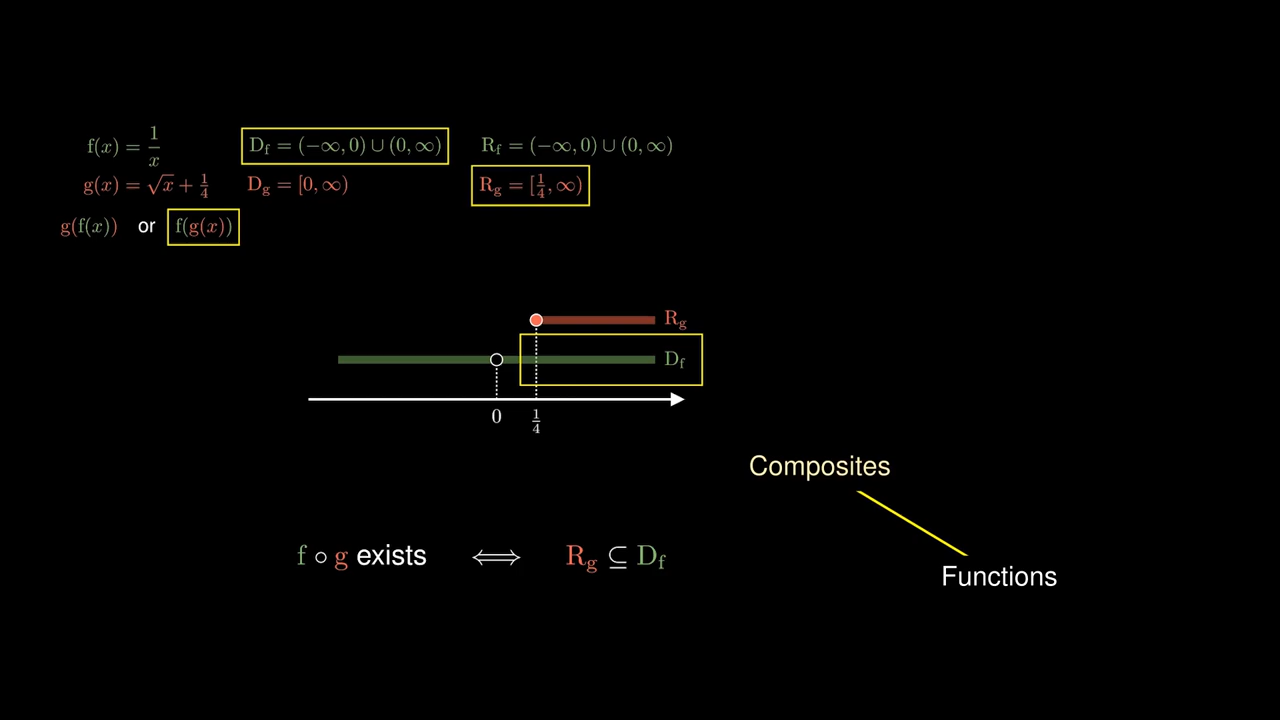 f(x) = 1/x   D_f = (−∞, 0) ∪ (0, ∞)   R_f = (−∞, 0) ∪ (0, ∞)
g(x) = √x + 1/4   D_g = [0, ∞)   R_g = [1/4, ∞)
g(f(x)) or f(g(x))
R_g
D_f
0 1/4
Composites
f ∘ g exists ⟺ R_g ⊆ D_f
Functions